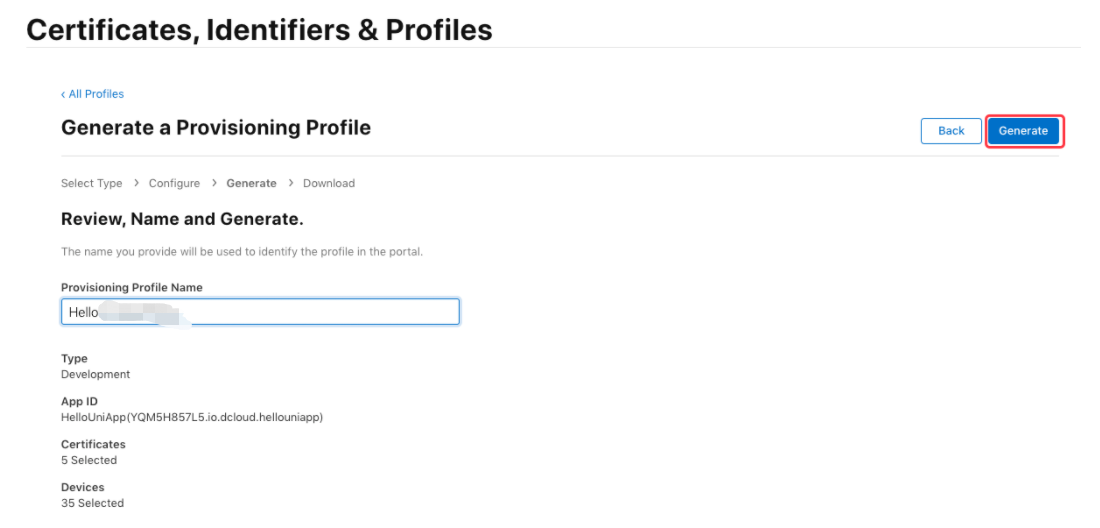 Certificates, Identifiers & Profiles
‹ All Profiles
Generate a Provisioning Profile
Back
Generate
Select Type > Configure > Generate > Download
Review, Name and Generate.
The name you provide will be used to identify the profile in the portal.
Provisioning Profile Name
Hello
Type
Development
App ID
HelloUniApp(YQM5H857L5.io.dcloud.hellouniapp)
Certificates
5 Selected
Devices
35 Selected